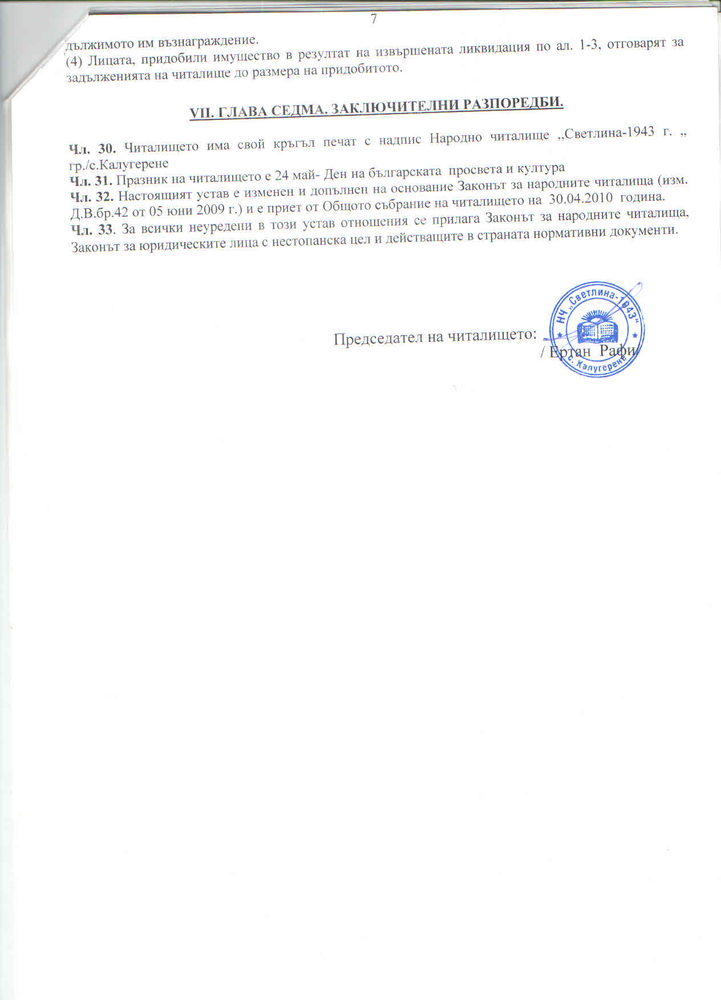 7
дължимото им възнаграждение.
(4) Лицата, придобили имущество в резултат на извършената ликвидация по ал. 1-3, отговарят за
задълженията на читалище до размера на придобитото.
VII. ГЛАВА СЕДМА. ЗАКЛЮЧИТЕЛНИ РАЗПОРЕДБИ.
Чл. 30. Читалището има свой кръгъл печат с надпис Народно читалище „Светлина-1943 г. „
гр./с.Калугерене
Чл. 31. Празник на читалището е 24 май- Ден на българската просвета и култура
Чл. 32. Настоящият устав е изменен и допълнен на основание Законът за народните читалища (изм.
Д.В.бр.42 от 05 юни 2009 г.) и е приет от Общото събрание на читалището на 30.04.2010 година.
Чл. 33. За всички неуредени в този устав отношения се прилага Законът за народните читалища,
Законът за юридическите лица с нестопанска цел и действащите в страната нормативни документи.
НЧ „Светлина-1943“
Председател на читалището:
/ Ертан Рафи/
с. Калугерене